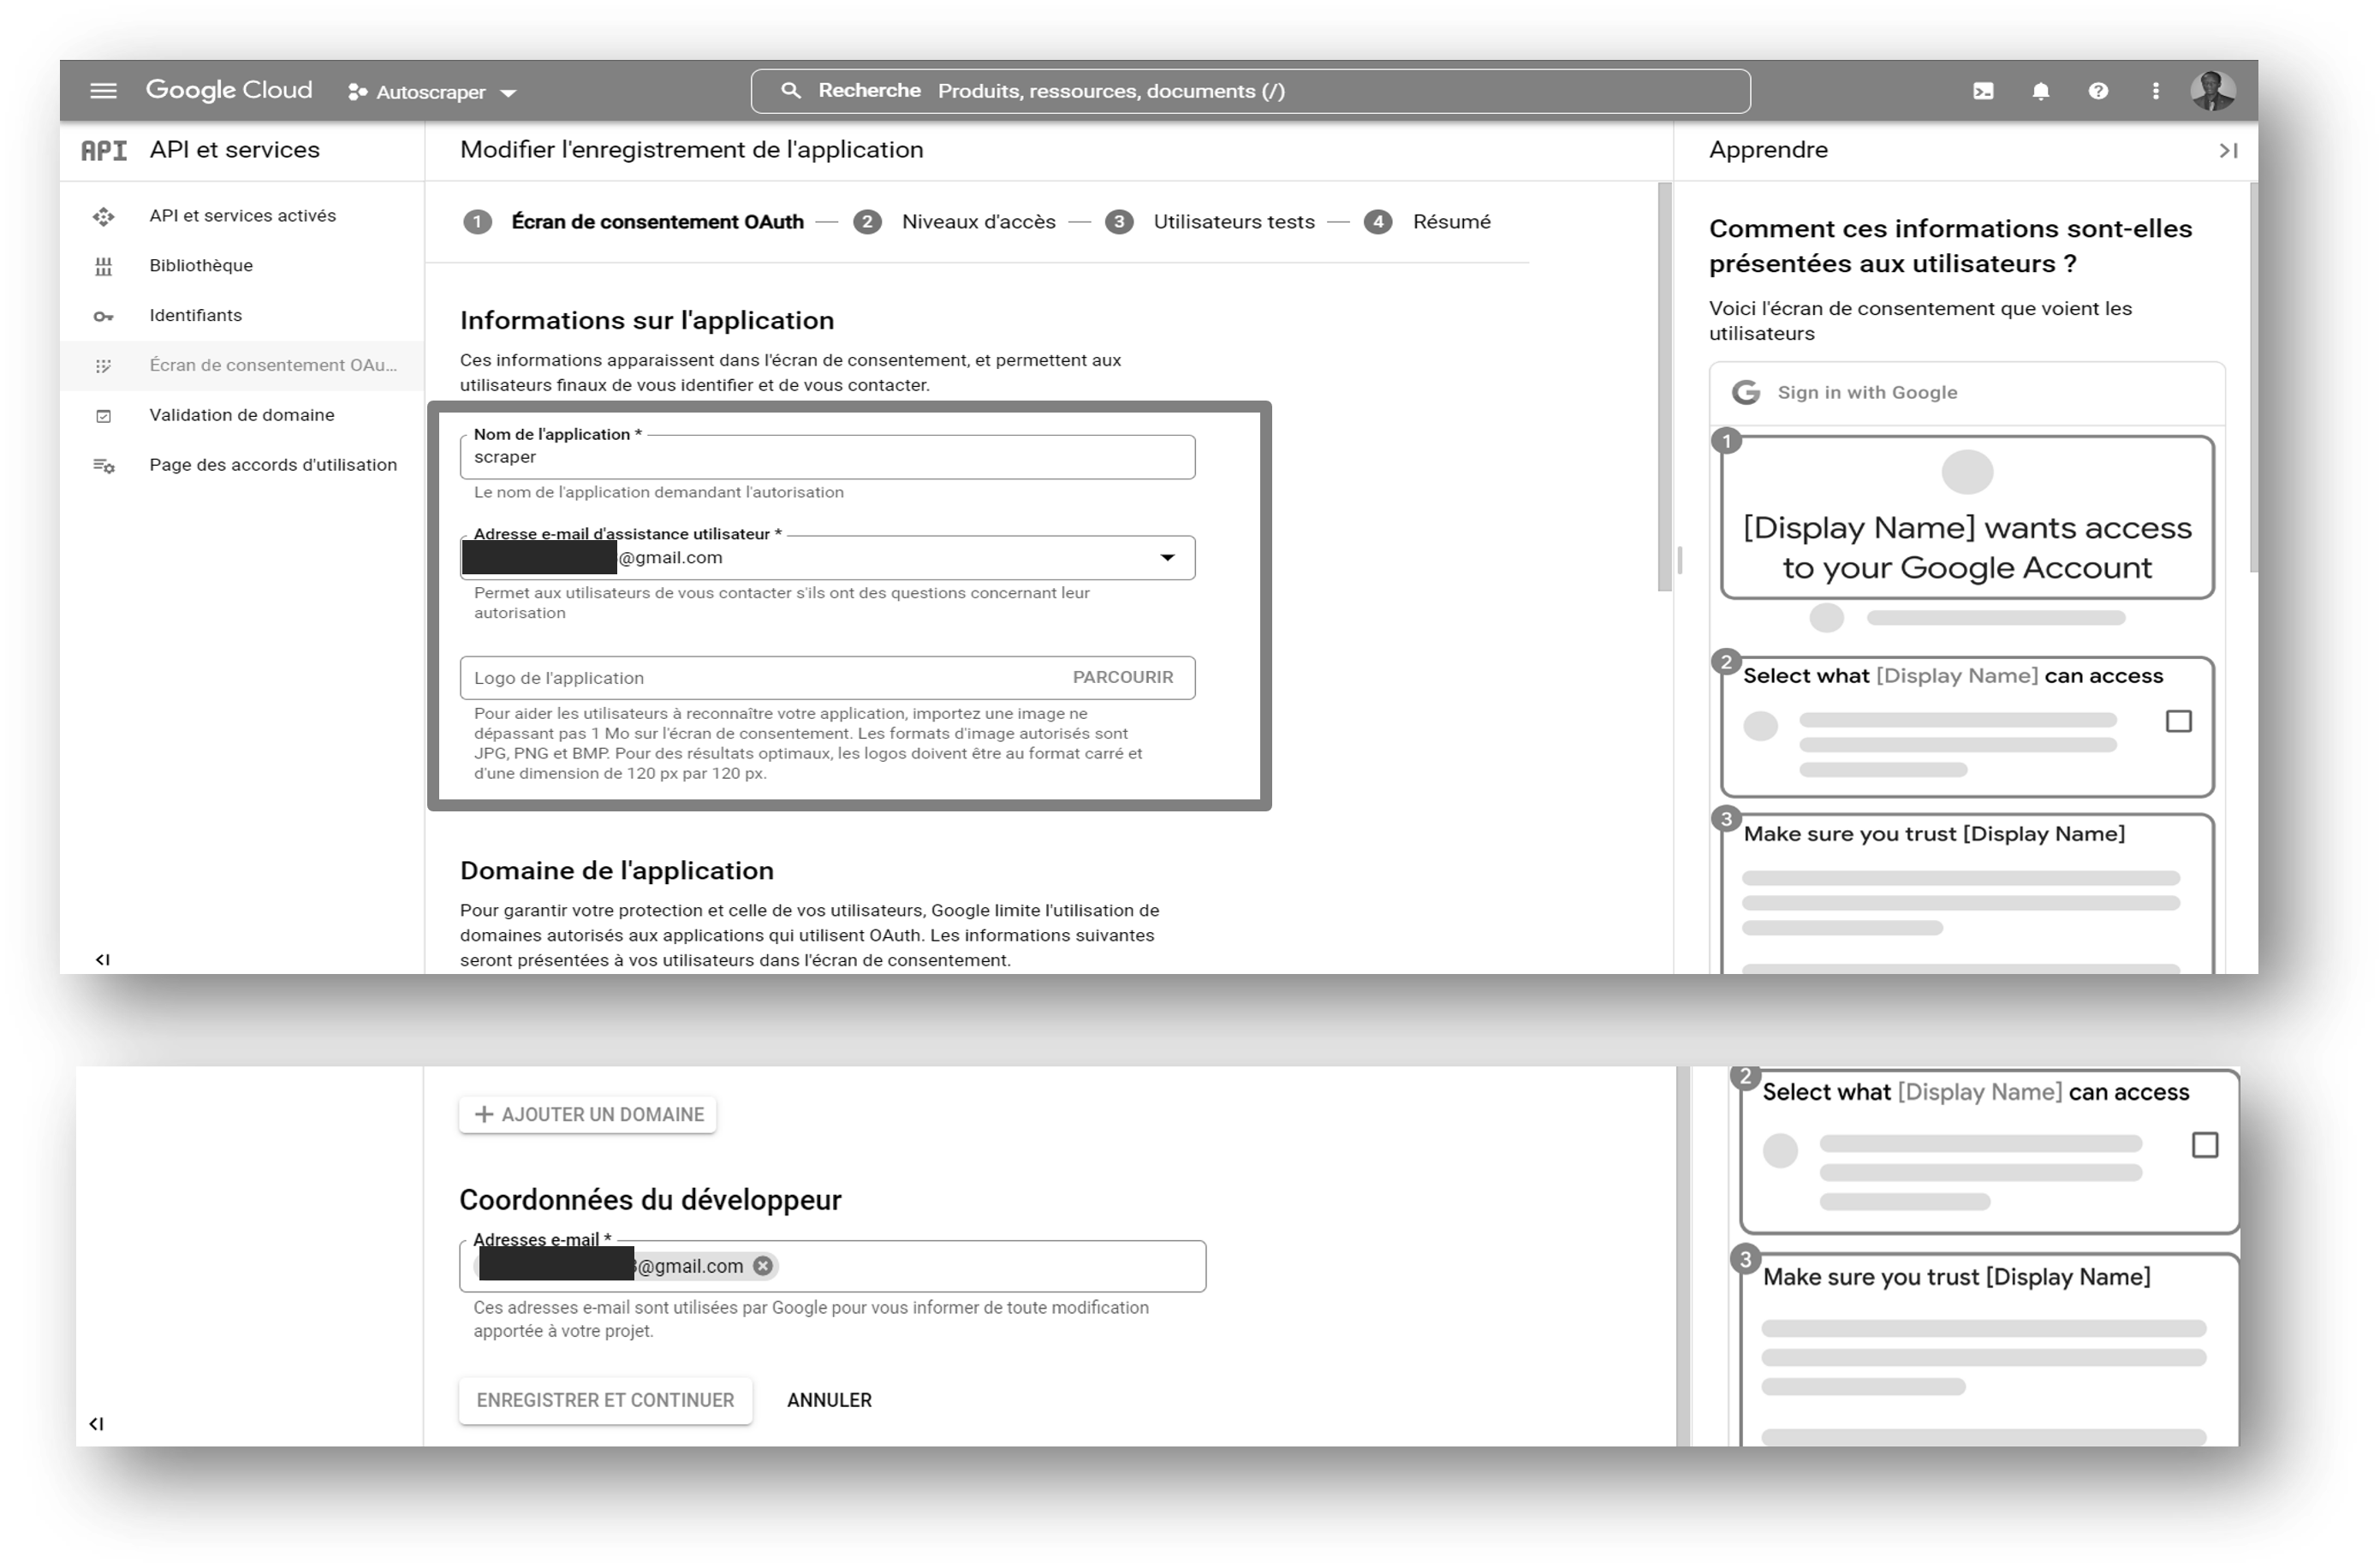 Google Cloud
Autoscraper
Recherche Produits, ressources, documents (/)
API API et services
API et services activés
Bibliothèque
Identifiants
Écran de consentement OAu...
Validation de domaine
Page des accords d'utilisation
Modifier l'enregistrement de l'application
1 Écran de consentement OAuth — 2 Niveaux d'accès — 3 Utilisateurs tests — 4 Résumé
Informations sur l'application
Ces informations apparaissent dans l'écran de consentement, et permettent aux
utilisateurs finaux de vous identifier et de vous contacter.
Nom de l'application *
scraper
Le nom de l'application demandant l'autorisation
Adresse e-mail d'assistance utilisateur *
@gmail.com
Permet aux utilisateurs de vous contacter s'ils ont des questions concernant leur
autorisation
Logo de l'application PARCOURIR
Pour aider les utilisateurs à reconnaître votre application, importez une image ne
dépassant pas 1 Mo sur l'écran de consentement. Les formats d'image autorisés sont
JPG, PNG et BMP. Pour des résultats optimaux, les logos doivent être au format carré et
d'une dimension de 120 px par 120 px.
Domaine de l'application
Pour garantir votre protection et celle de vos utilisateurs, Google limite l'utilisation de
domaines autorisés aux applications qui utilisent OAuth. Les informations suivantes
seront présentées à vos utilisateurs dans l'écran de consentement.
Apprendre
Comment ces informations sont-elles
présentées aux utilisateurs ?
Voici l'écran de consentement que voient les
utilisateurs
G Sign in with Google
1
[Display Name] wants access
to your Google Account
2
Select what [Display Name] can access
3
Make sure you trust [Display Name]
+ AJOUTER UN DOMAINE
Coordonnées du développeur
Adresses e-mail *
@gmail.com
Ces adresses e-mail sont utilisées par Google pour vous informer de toute modification
apportée à votre projet.
ENREGISTRER ET CONTINUER ANNULER
2
Select what [Display Name] can access
3
Make sure you trust [Display Name]